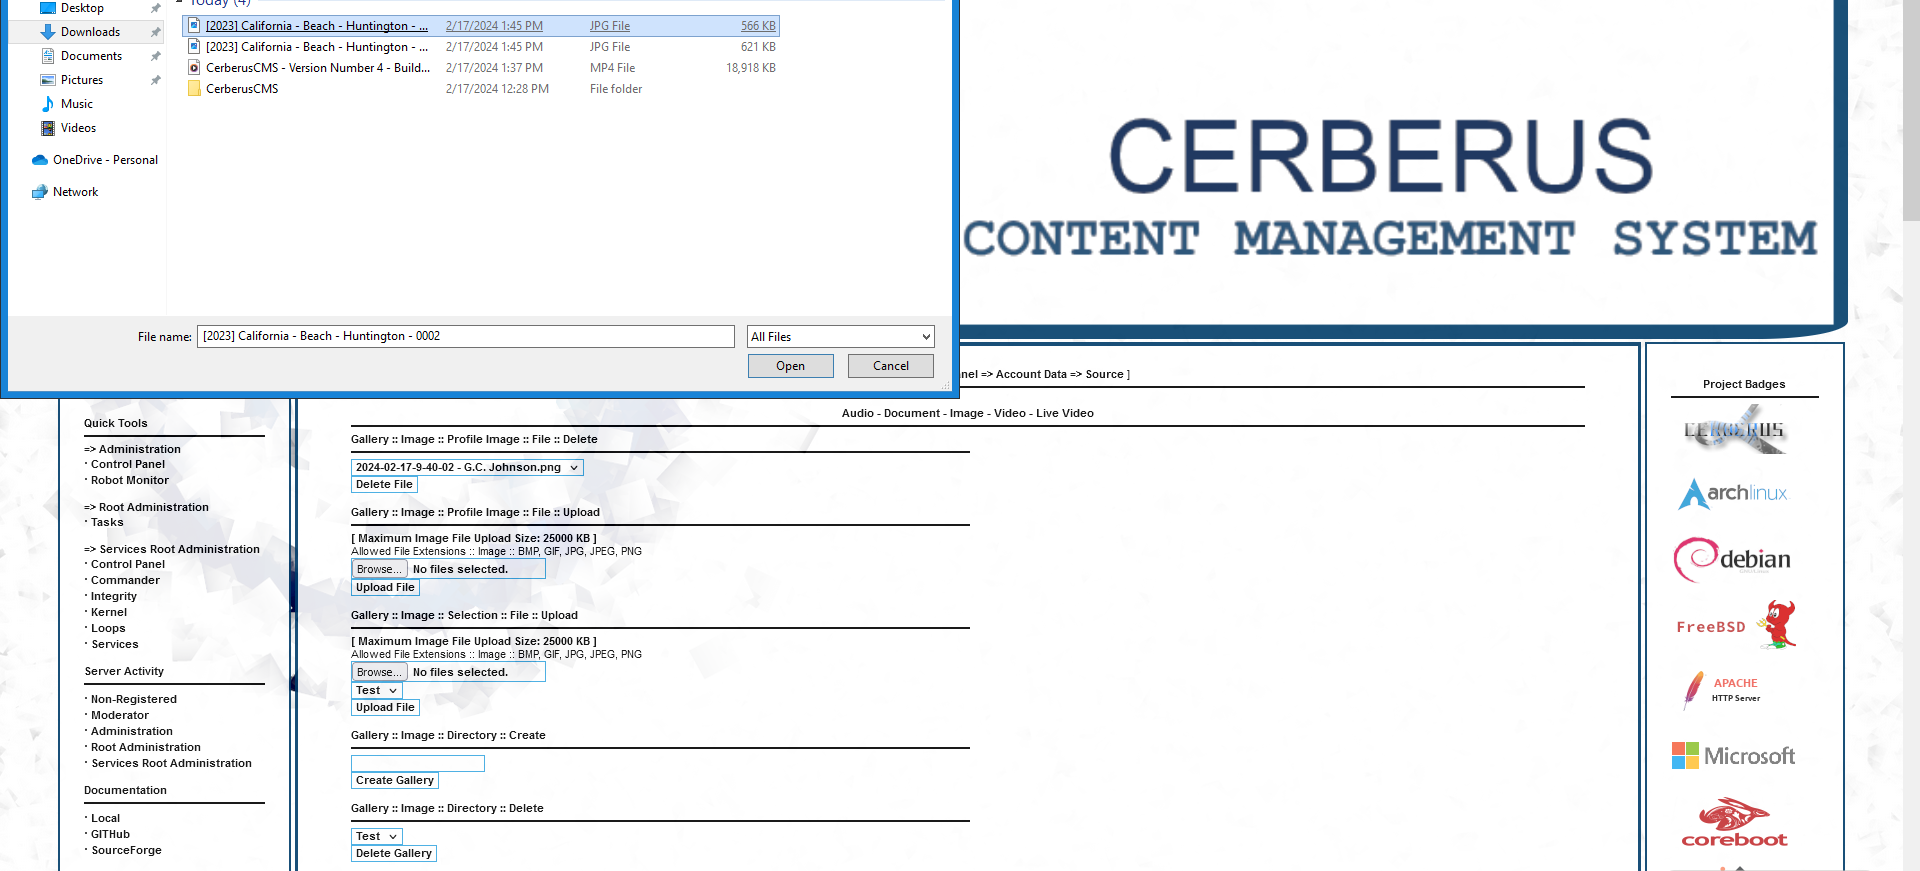 Today (4)
Desktop
Downloads
Documents
Pictures
Music
Videos
OneDrive - Personal
Network
[2023] California - Beach - Huntington - ... 2/17/2024 1:45 PM JPG File 566 KB
[2023] California - Beach - Huntington - ... 2/17/2024 1:45 PM JPG File 621 KB
CerberusCMS - Version Number 4 - Build... 2/17/2024 1:37 PM MP4 File 18,918 KB
CerberusCMS 2/17/2024 12:28 PM File folder
File name: [2023] California - Beach - Huntington - 0002 All Files
Open Cancel
CERBERUS
CONTENT MANAGEMENT SYSTEM
nel => Account Data => Source ]
Quick Tools
=> Administration
· Control Panel
· Robot Monitor
=> Root Administration
· Tasks
=> Services Root Administration
· Control Panel
· Commander
· Integrity
· Kernel
· Loops
· Services
Server Activity
· Non-Registered
· Moderator
· Administration
· Root Administration
· Services Root Administration
Documentation
· Local
· GITHub
· SourceForge
Audio - Document - Image - Video - Live Video
Gallery :: Image :: Profile Image :: File :: Delete
2024-02-17-9-40-02 - G.C. Johnson.png
Delete File
Gallery :: Image :: Profile Image :: File :: Upload
[ Maximum Image File Upload Size: 25000 KB ]
Allowed File Extensions :: Image :: BMP, GIF, JPG, JPEG, PNG
Browse... No files selected.
Upload File
Gallery :: Image :: Selection :: File :: Upload
[ Maximum Image File Upload Size: 25000 KB ]
Allowed File Extensions :: Image :: BMP, GIF, JPG, JPEG, PNG
Browse... No files selected.
Test
Upload File
Gallery :: Image :: Directory :: Create
Create Gallery
Gallery :: Image :: Directory :: Delete
Test
Delete Gallery
Project Badges
CERBERUS
archlinux
debian
FreeBSD
APACHE
HTTP Server
Microsoft
coreboot